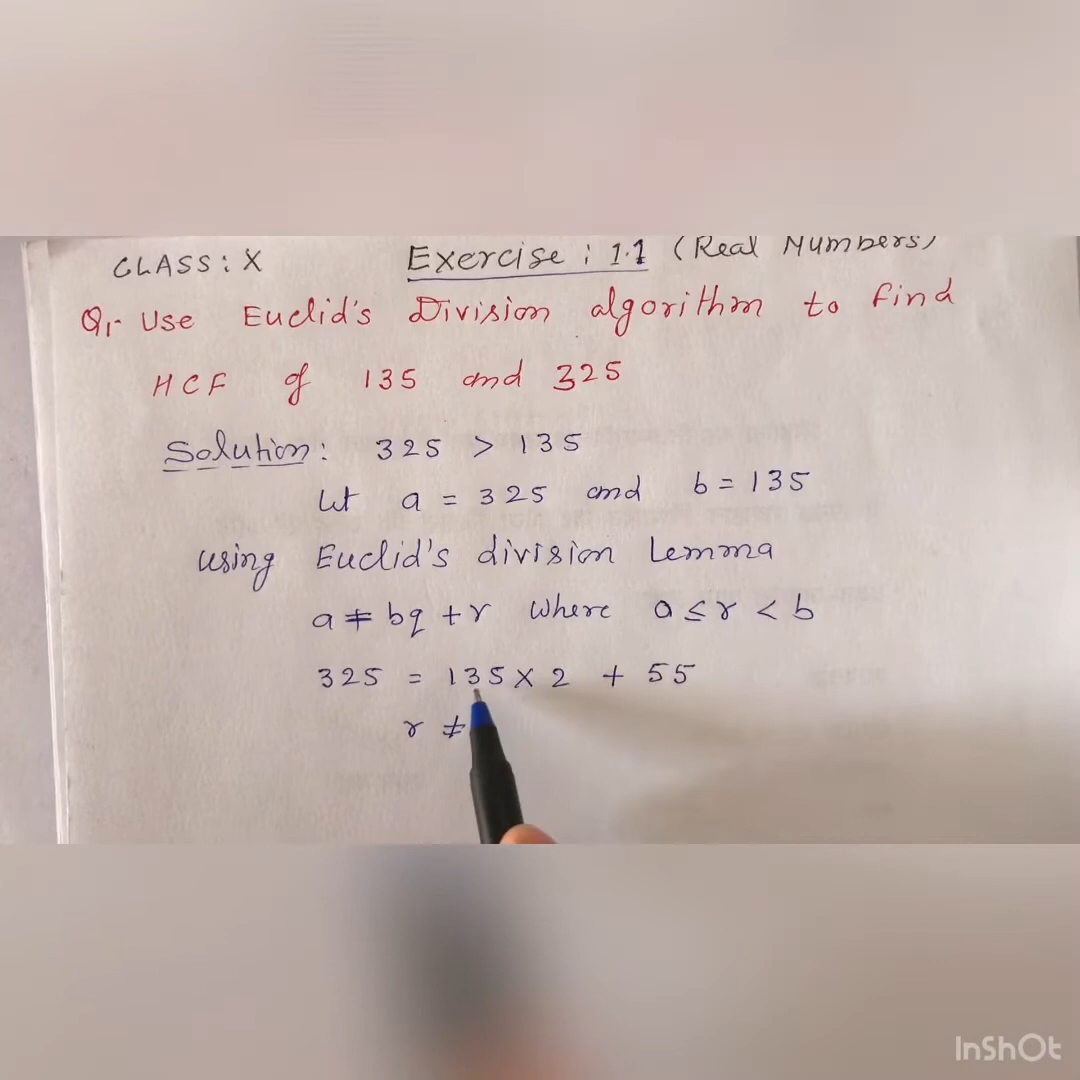 CLASS: X Exercise: 1.1 (Real Numbers)
Q1- Use Euclid's Division algorithm to find
HCF of 135 and 325
Solution: 325 > 135
Let a = 325 and b = 135
using Euclid's division Lemma
a ≠ bq + r where a ≤ r < b
325 = 135 × 2 + 55
r ≠
InShOt